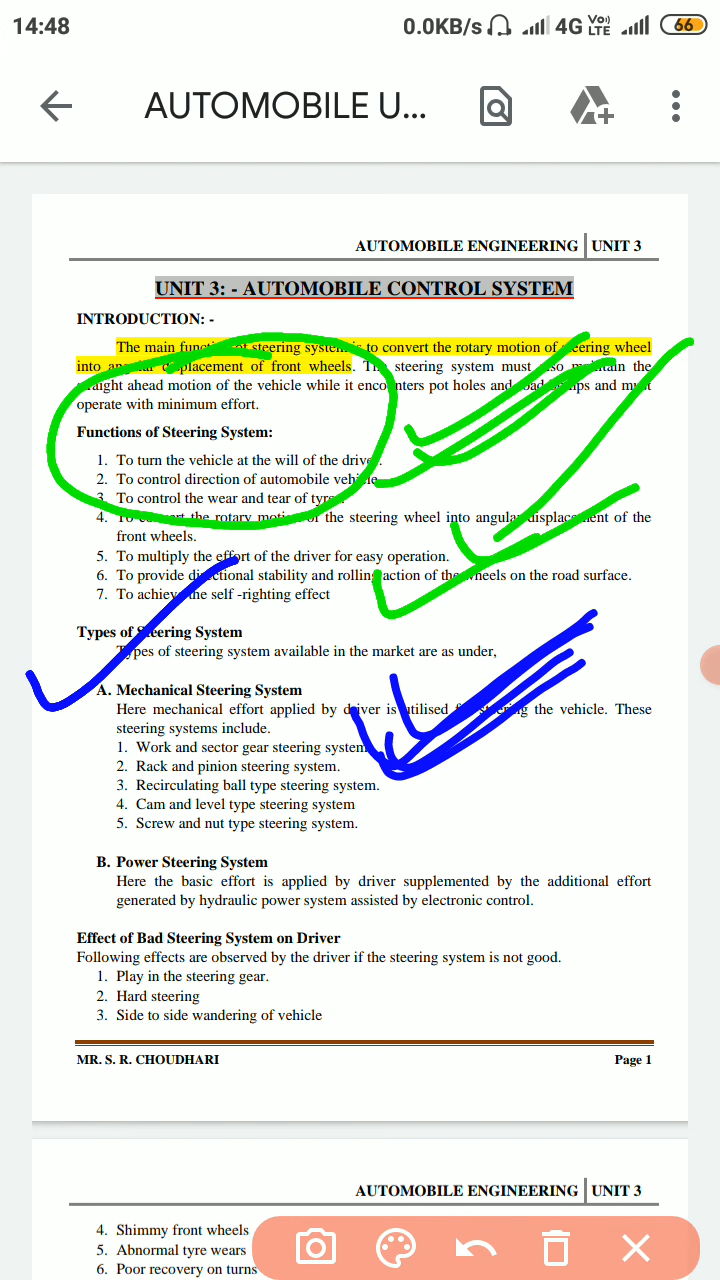 14:48
0.0KB/s 4G Vo) LTE 66
AUTOMOBILE U...
AUTOMOBILE ENGINEERING UNIT 3
UNIT 3: - AUTOMOBILE CONTROL SYSTEM
INTRODUCTION: -
The main function of steering system is to convert the rotary motion of steering wheel
into angular displacement of front wheels. The steering system must also maintain the
straight ahead motion of the vehicle while it encounters pot holes and road bumps and must
operate with minimum effort.
Functions of Steering System:
1. To turn the vehicle at the will of the driver.
2. To control direction of automobile vehicle.
3. To control the wear and tear of tyres.
4. To convert the rotary motion of the steering wheel into angular displacement of the
front wheels.
5. To multiply the effort of the driver for easy operation.
6. To provide directional stability and rolling action of the wheels on the road surface.
7. To achieve the self -righting effect
Types of Steering System
Types of steering system available in the market are as under,
A. Mechanical Steering System
Here mechanical effort applied by driver is utilised for steering the vehicle. These
steering systems include.
1. Work and sector gear steering system.
2. Rack and pinion steering system.
3. Recirculating ball type steering system.
4. Cam and level type steering system
5. Screw and nut type steering system.
B. Power Steering System
Here the basic effort is applied by driver supplemented by the additional effort
generated by hydraulic power system assisted by electronic control.
Effect of Bad Steering System on Driver
Following effects are observed by the driver if the steering system is not good.
1. Play in the steering gear.
2. Hard steering
3. Side to side wandering of vehicle
MR. S. R. CHOUDHARI Page 1
AUTOMOBILE ENGINEERING UNIT 3
4. Shimmy front wheels
5. Abnormal tyre wears
6. Poor recovery on turns